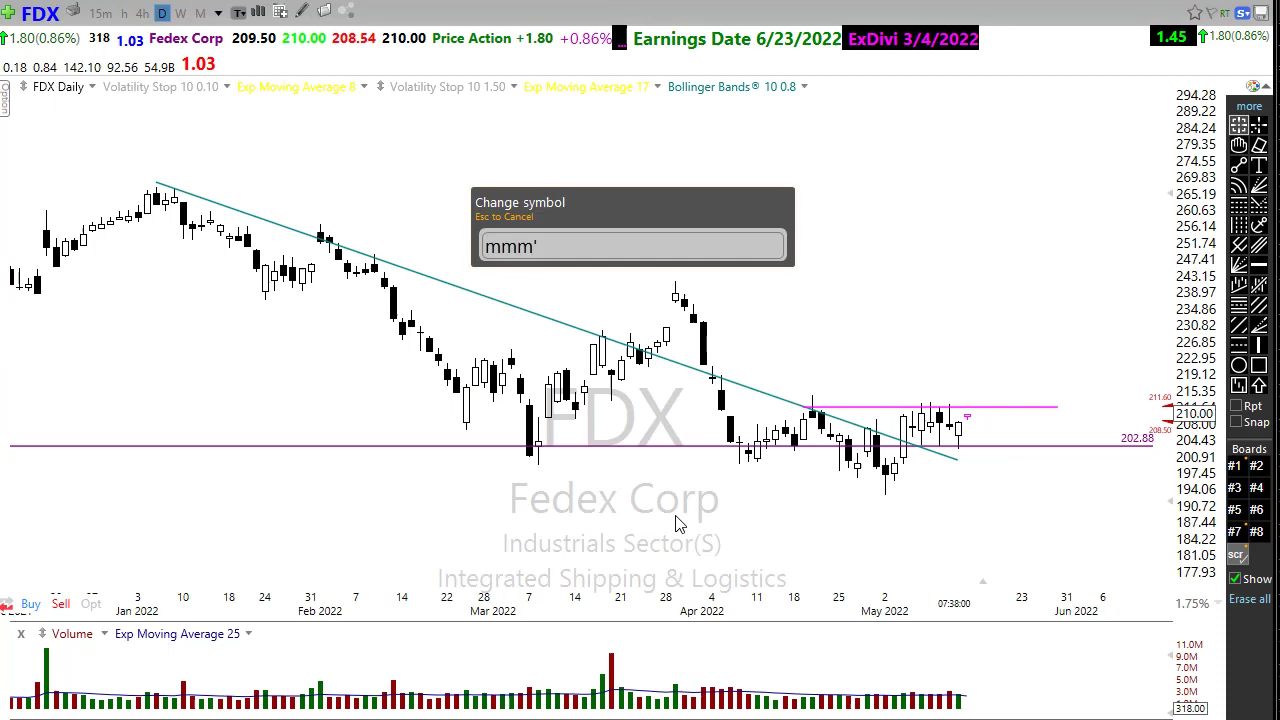 FDX 15m h 4h D W M T RT S
1.80(0.86%) 318 1.03 Fedex Corp 209.50 210.00 208.54 210.00 Price Action +1.80 +0.86% ... Earnings Date 6/23/2022 ExDivi 3/4/2022 1.45 1.80(0.86%)
0.18 0.84 142.10 92.56 54.9B 1.03
Option
FDX Daily Volatility Stop 10 0.10 Exp Moving Average 8 Volatility Stop 10 1.50 Exp Moving Average 17 Bollinger Bands® 10 0.8
294.28
289.22
284.24
279.35
274.55
269.83
265.19
260.63
256.14
251.74
247.41
243.15
238.97
234.86
230.82
226.85
222.95
219.12
215.35
211.60
210.00
208.00
208.50
204.43
200.91
197.45
194.06
190.72
187.44
184.22
181.05
177.93
1.75%
Change symbol
Esc to Cancel
mmm'
202.88
FDX
Fedex Corp
Industrials Sector(S)
Integrated Shipping & Logistics
3 10 18 24 31 7 14 22 28 7 14 21 28 4 11 18 25 2 07:38:00 23 31 6
Jan 2022 Feb 2022 Mar 2022 Apr 2022 May 2022 Jun 2022
Buy Sell Opt
X Volume Exp Moving Average 25
11.0M
9.0M
7.0M
5.0M
3.0M
318.00
more
T
Rpt
Snap
Boards
#1 #2
#3 #4
#5 #6
#7 #8
scr
Show
Erase all